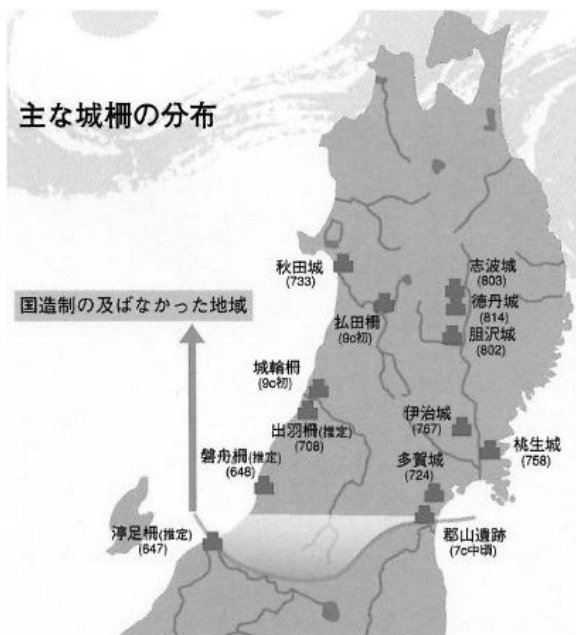 主な城柵の分布
国造制の及ばなかった地域
秋田城
(733)
志波城
(803)
徳丹城
(814)
払田柵
(9c初)
胆沢城
(802)
城輪柵
(9c初)
出羽柵(推定)
(708)
伊治城
(767)
桃生城
(758)
磐舟柵(推定)
(648)
多賀城
(724)
渟足柵(推定)
(647)
郡山遺跡
(7c中頃)